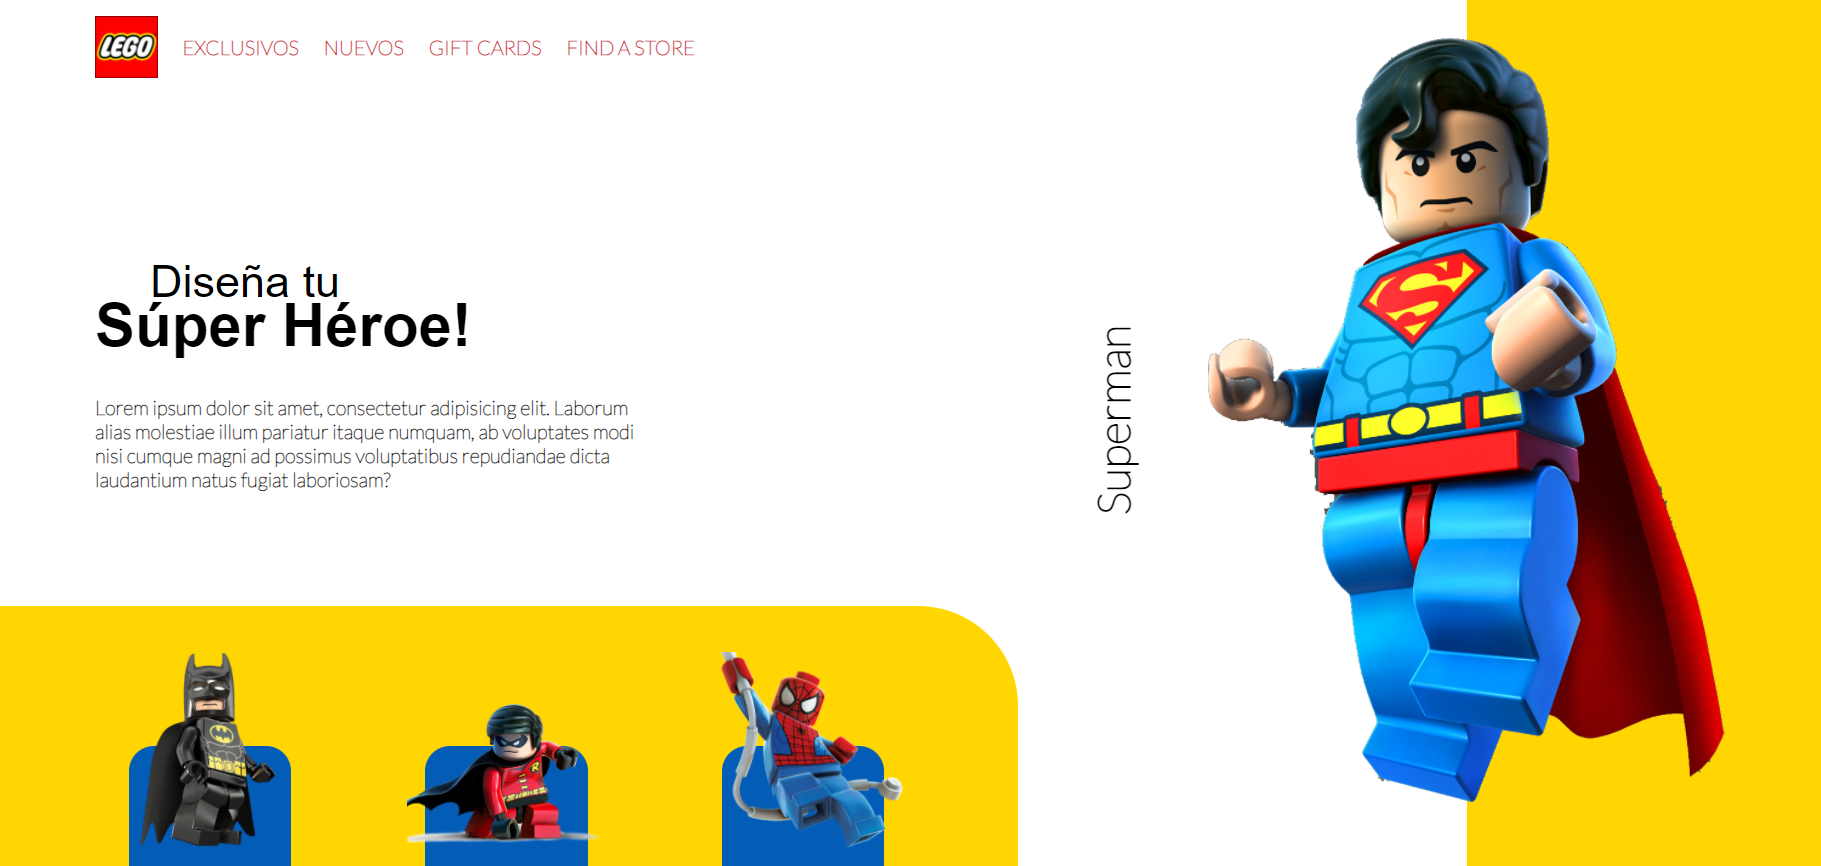 LEGO
EXCLUSIVOS NUEVOS GIFT CARDS FIND A STORE
Diseña tu
Súper Héroe!
Lorem ipsum dolor sit amet, consectetur adipisicing elit. Laborum
alias molestiae illum pariatur itaque numquam, ab voluptates modi
nisi cumque magni ad possimus voluptatibus repudiandae dicta
laudantium natus fugiat laboriosam?
Superman
S
R